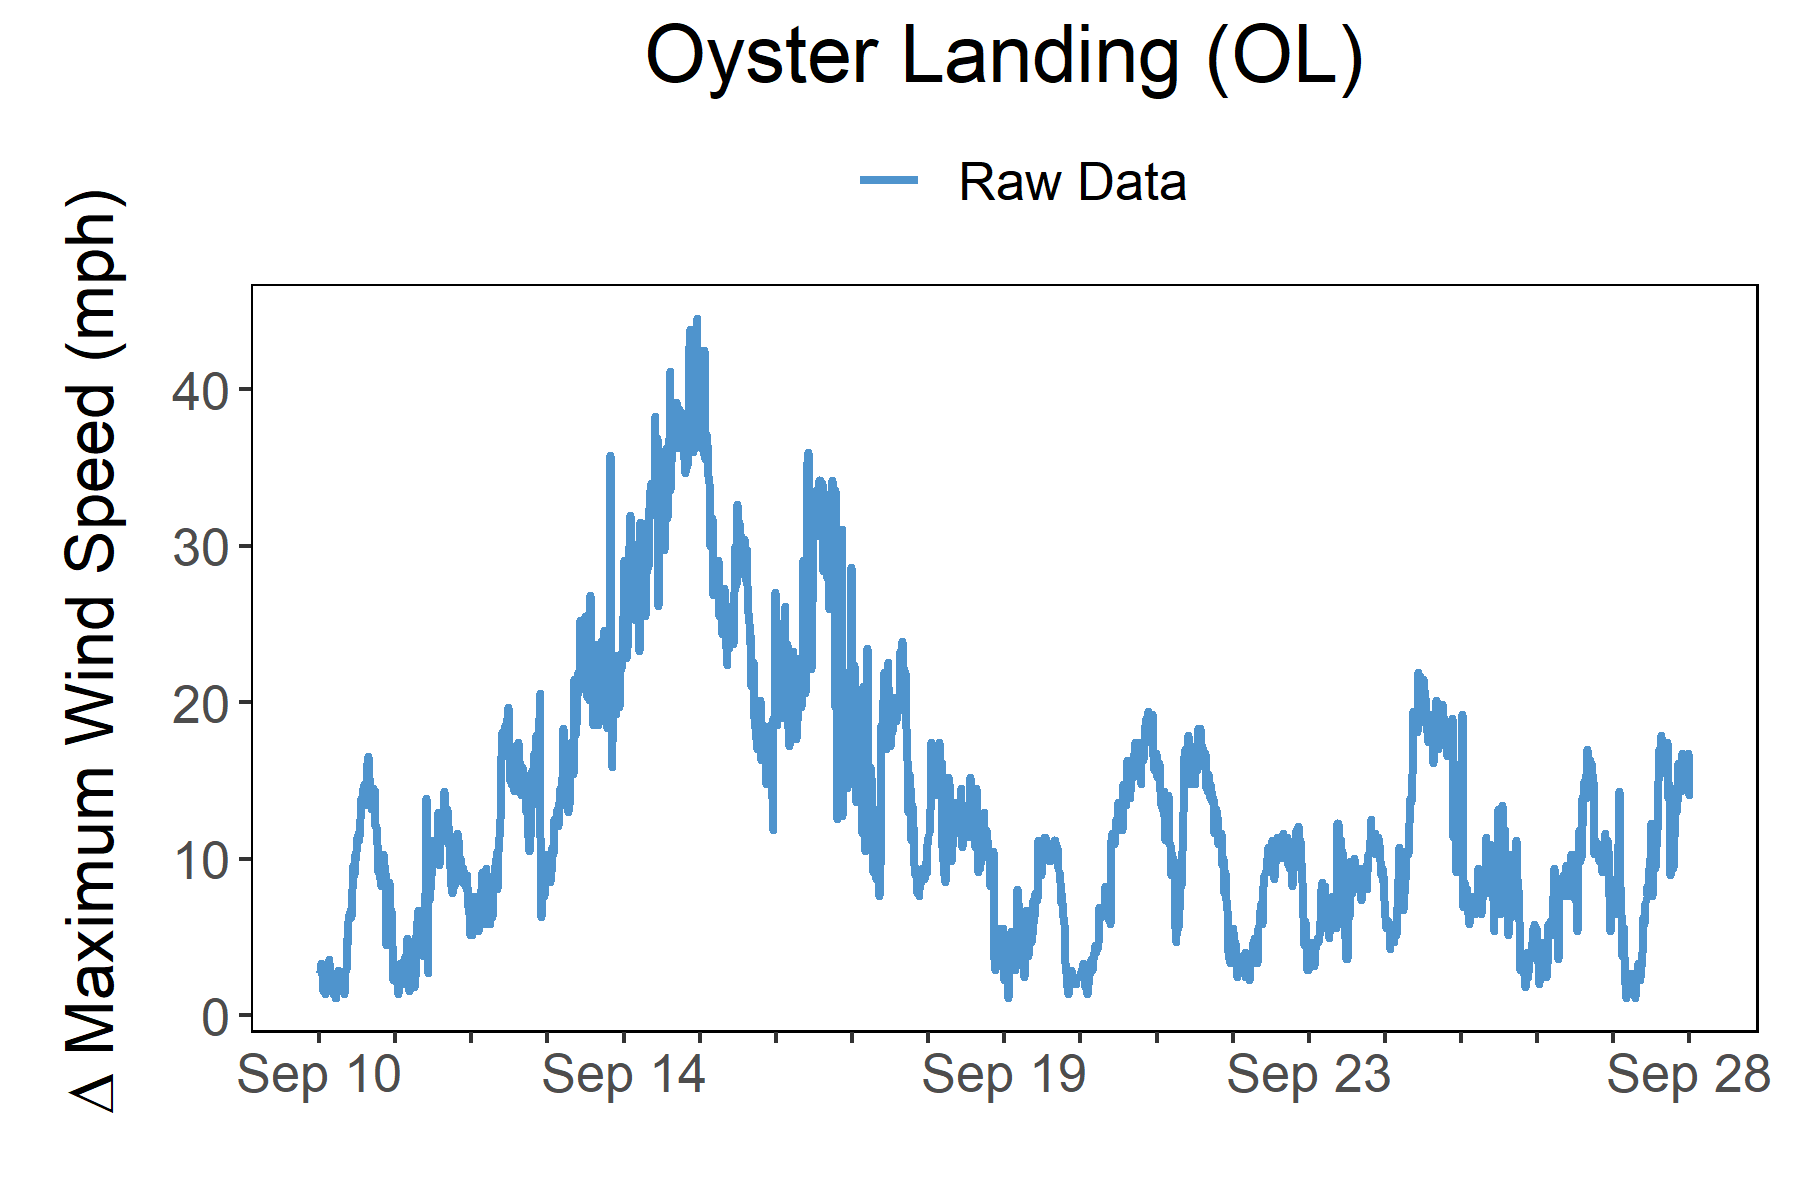 Oyster Landing (OL)
Raw Data
Δ Maximum Wind Speed (mph)
40
30
20
10
0
Sep 10 Sep 14 Sep 19 Sep 23 Sep 28